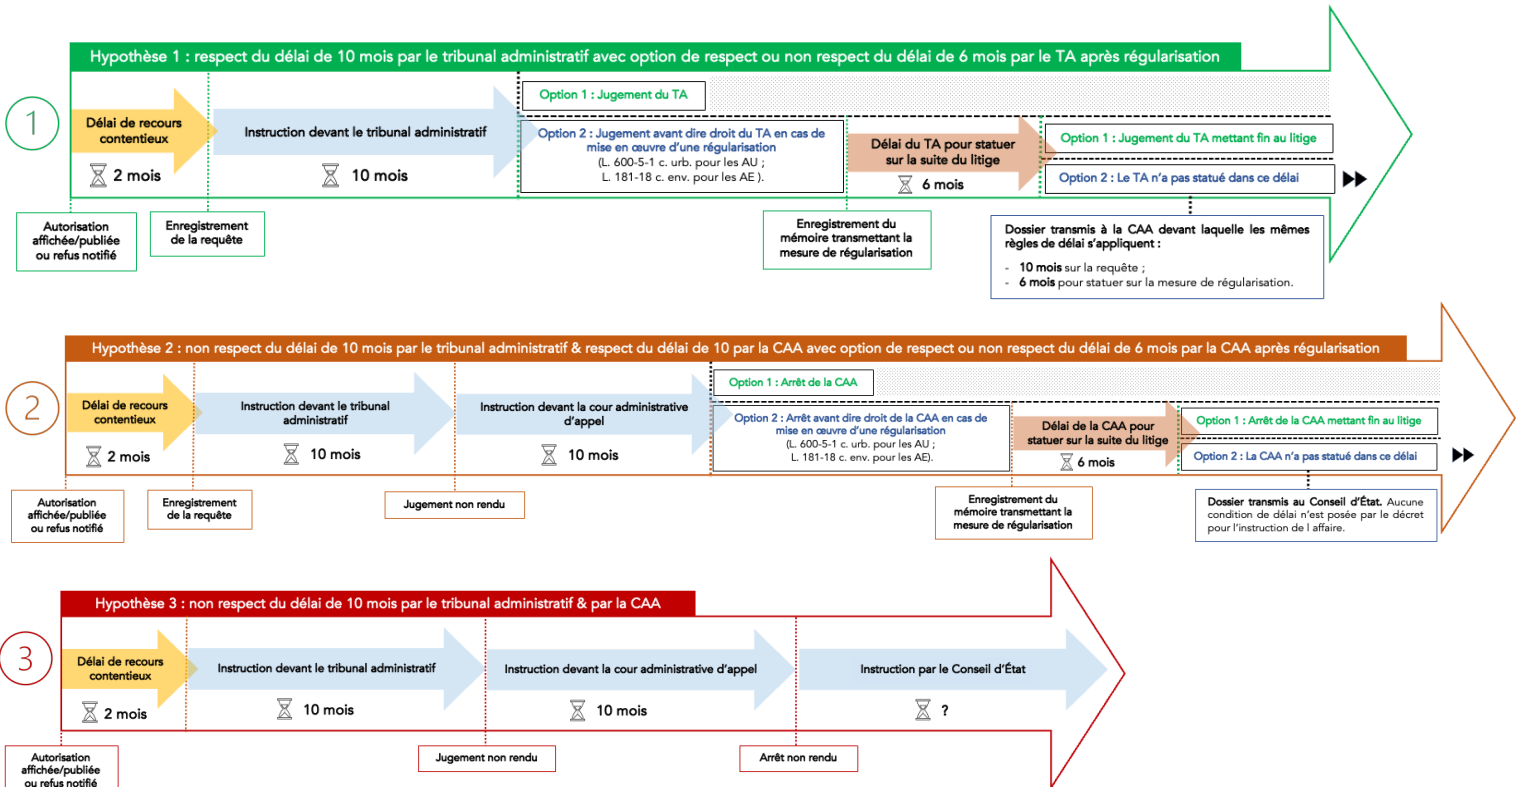 Hypothèse 1 : respect du délai de 10 mois par le tribunal administratif avec option de respect ou non respect du délai de 6 mois par le TA après régularisation
1
Délai de recours
contentieux
2 mois
Instruction devant le tribunal administratif
10 mois
Option 1 : Jugement du TA
Option 2 : Jugement avant dire droit du TA en cas de
mise en œuvre d'une régularisation
(L. 600-5-1 c. urb. pour les AU ;
L. 181-18 c. env. pour les AE ).
Délai du TA pour statuer
sur la suite du litige
6 mois
Option 1 : Jugement du TA mettant fin au litige
Option 2 : Le TA n'a pas statué dans ce délai
Autorisation
affichée/publiée
ou refus notifié
Enregistrement
de la requête
Enregistrement du
mémoire transmettant la
mesure de régularisation
Dossier transmis à la CAA devant laquelle les mêmes
règles de délai s'appliquent :
- 10 mois sur la requête ;
- 6 mois pour statuer sur la mesure de régularisation.
Hypothèse 2 : non respect du délai de 10 mois par le tribunal administratif & respect du délai de 10 par la CAA avec option de respect ou non respect du délai de 6 mois par la CAA après régularisation
2
Délai de recours
contentieux
2 mois
Instruction devant le tribunal
administratif
10 mois
Instruction devant la cour administrative
d'appel
10 mois
Option 1 : Arrêt de la CAA
Option 2 : Arrêt avant dire droit de la CAA en cas de
mise en œuvre d'une régularisation
(L. 600-5-1 c. urb. pour les AU ;
L. 181-18 c. env. pour les AE).
Délai de la CAA pour
statuer sur la suite du litige
6 mois
Option 1 : Arrêt de la CAA mettant fin au litige
Option 2 : La CAA n'a pas statué dans ce délai
Autorisation
affichée/publiée
ou refus notifié
Enregistrement
de la requête
Jugement non rendu
Enregistrement du
mémoire transmettant la
mesure de régularisation
Dossier transmis au Conseil d'État. Aucune
condition de délai n'est posée par le décret
pour l'instruction de l affaire.
Hypothèse 3 : non respect du délai de 10 mois par le tribunal administratif & par la CAA
3
Délai de recours
contentieux
2 mois
Instruction devant le tribunal administratif
10 mois
Instruction devant la cour administrative d'appel
10 mois
Instruction par le Conseil d'État
?
Autorisation
affichée/publiée
ou refus notifié
Jugement non rendu
Arrêt non rendu